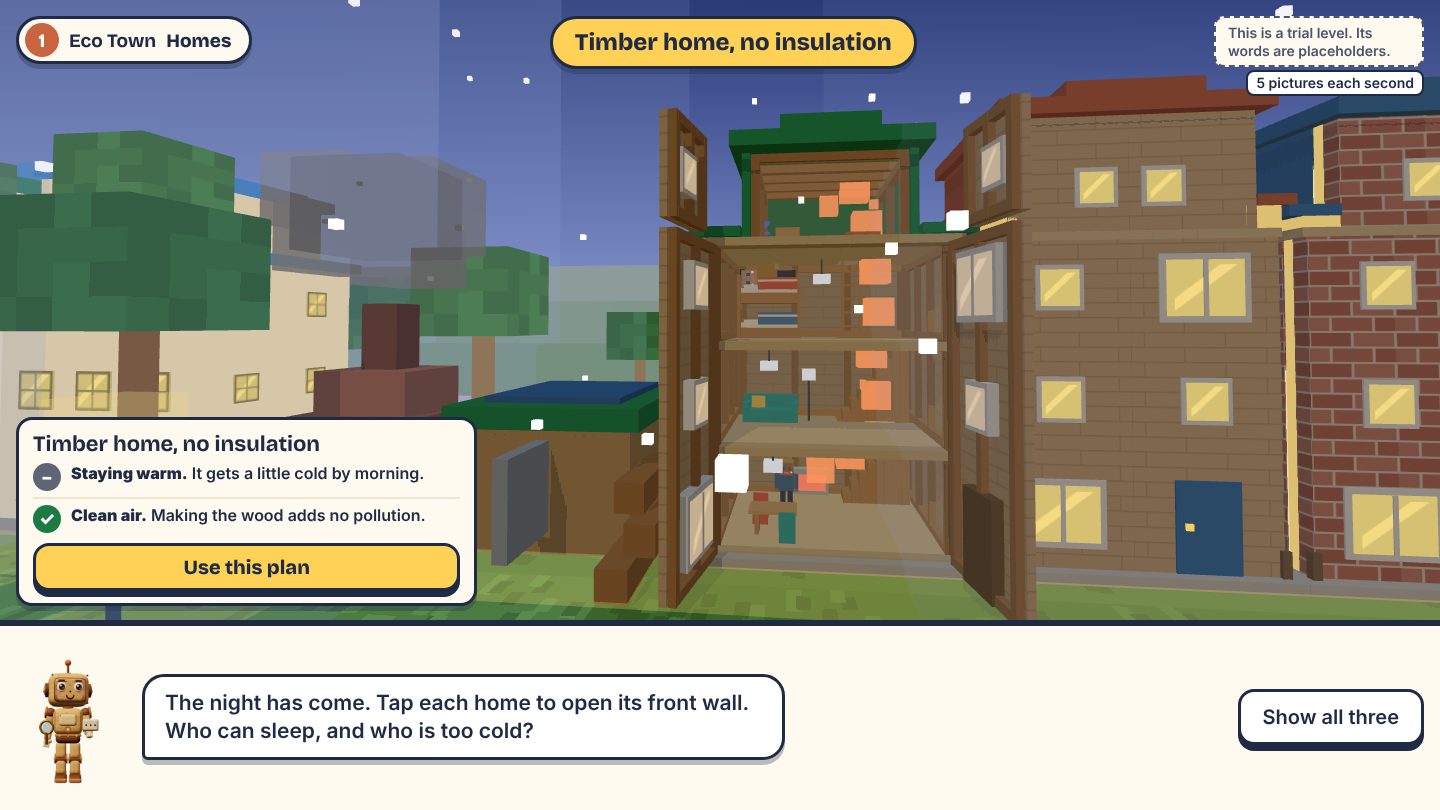 1 Eco Town Homes
Timber home, no insulation
This is a trial level. Its
words are placeholders.
5 pictures each second
Timber home, no insulation
Staying warm. It gets a little cold by morning.
Clean air. Making the wood adds no pollution.
Use this plan
The night has come. Tap each home to open its front wall.
Who can sleep, and who is too cold?
Show all three